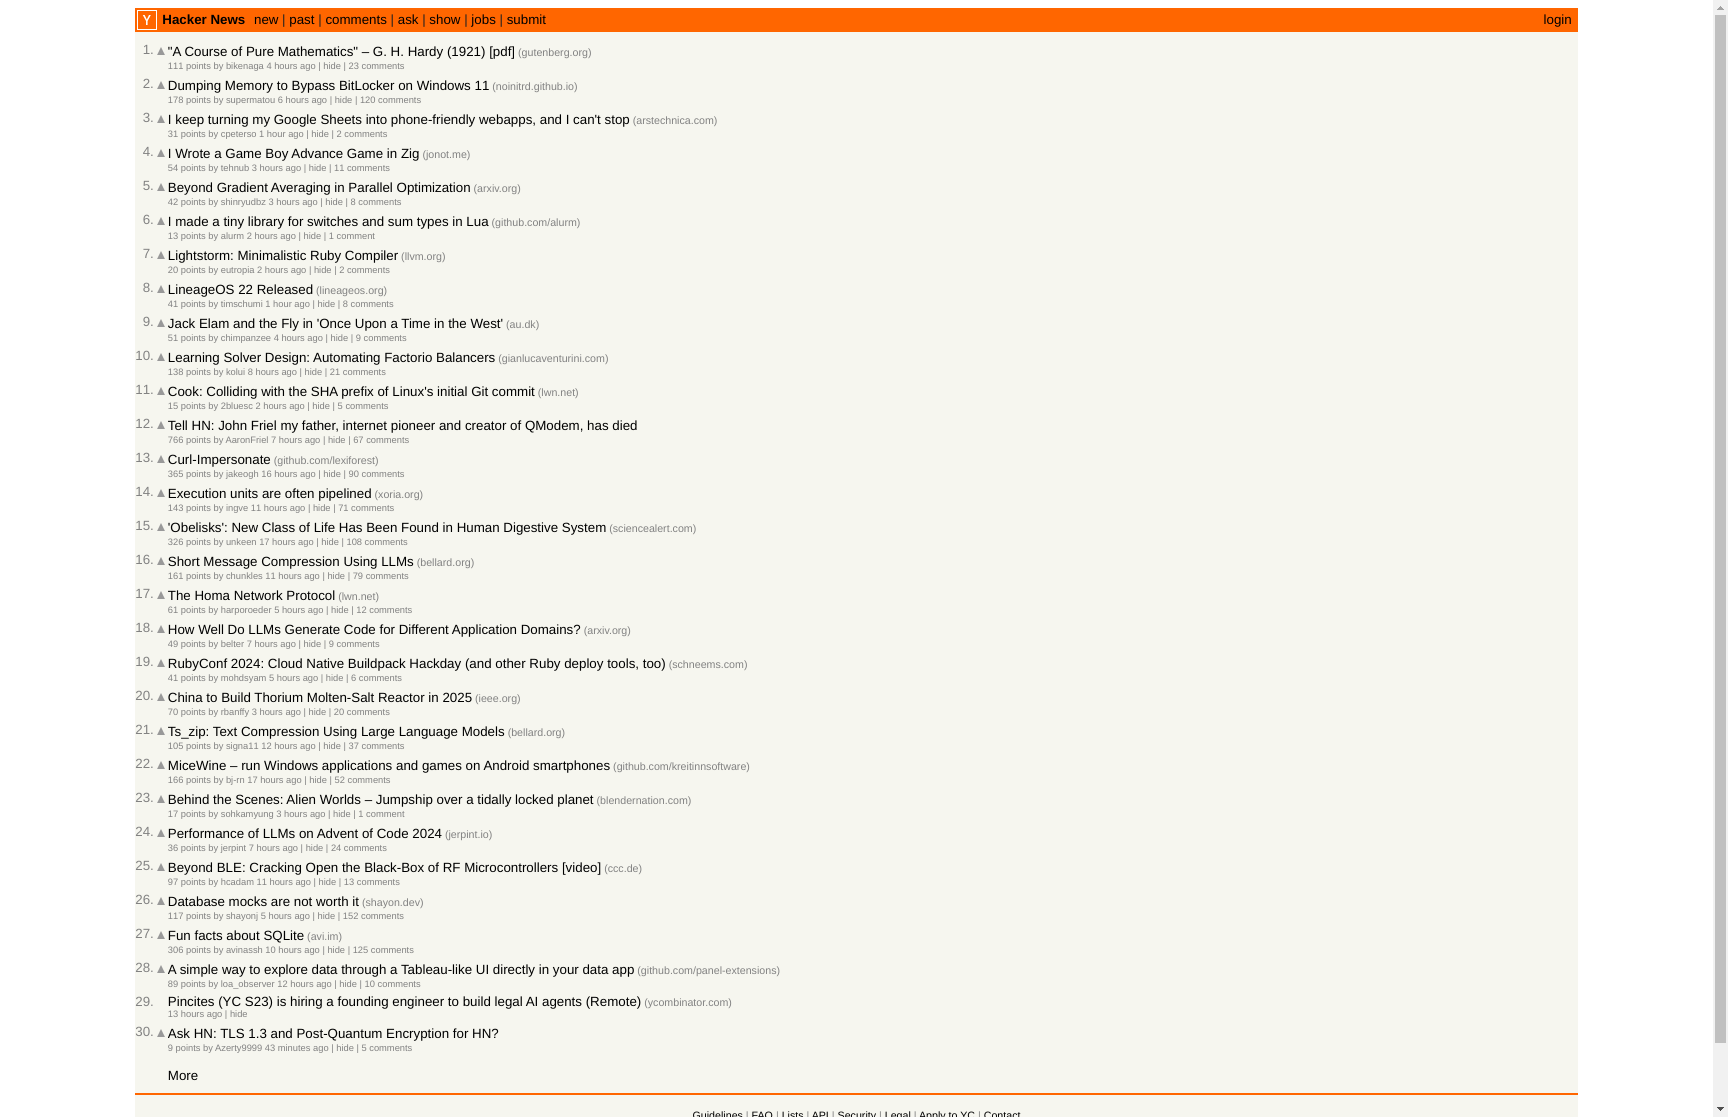 Y Hacker News new | past | comments | ask | show | jobs | submit login
1. ▲ "A Course of Pure Mathematics" – G. H. Hardy (1921) [pdf] (gutenberg.org)
111 points by bikenaga 4 hours ago | hide | 23 comments
2. ▲ Dumping Memory to Bypass BitLocker on Windows 11 (noinitrd.github.io)
178 points by supermatou 6 hours ago | hide | 120 comments
3. ▲ I keep turning my Google Sheets into phone-friendly webapps, and I can't stop (arstechnica.com)
31 points by cpeterso 1 hour ago | hide | 2 comments
4. ▲ I Wrote a Game Boy Advance Game in Zig (jonot.me)
54 points by tehnub 3 hours ago | hide | 11 comments
5. ▲ Beyond Gradient Averaging in Parallel Optimization (arxiv.org)
42 points by shinryudbz 3 hours ago | hide | 8 comments
6. ▲ I made a tiny library for switches and sum types in Lua (github.com/alurm)
13 points by alurm 2 hours ago | hide | 1 comment
7. ▲ Lightstorm: Minimalistic Ruby Compiler (llvm.org)
20 points by eutropia 2 hours ago | hide | 2 comments
8. ▲ LineageOS 22 Released (lineageos.org)
41 points by timschumi 1 hour ago | hide | 8 comments
9. ▲ Jack Elam and the Fly in 'Once Upon a Time in the West' (au.dk)
51 points by chimpanzee 4 hours ago | hide | 9 comments
10. ▲ Learning Solver Design: Automating Factorio Balancers (gianlucaventurini.com)
138 points by kolui 8 hours ago | hide | 21 comments
11. ▲ Cook: Colliding with the SHA prefix of Linux's initial Git commit (lwn.net)
15 points by 2bluesc 2 hours ago | hide | 5 comments
12. ▲ Tell HN: John Friel my father, internet pioneer and creator of QModem, has died
766 points by AaronFriel 7 hours ago | hide | 67 comments
13. ▲ Curl-Impersonate (github.com/lexiforest)
365 points by jakeogh 16 hours ago | hide | 90 comments
14. ▲ Execution units are often pipelined (xoria.org)
143 points by ingve 11 hours ago | hide | 71 comments
15. ▲ 'Obelisks': New Class of Life Has Been Found in Human Digestive System (sciencealert.com)
326 points by unkeen 17 hours ago | hide | 108 comments
16. ▲ Short Message Compression Using LLMs (bellard.org)
161 points by chunkles 11 hours ago | hide | 79 comments
17. ▲ The Homa Network Protocol (lwn.net)
61 points by harporoeder 5 hours ago | hide | 12 comments
18. ▲ How Well Do LLMs Generate Code for Different Application Domains? (arxiv.org)
49 points by belter 7 hours ago | hide | 9 comments
19. ▲ RubyConf 2024: Cloud Native Buildpack Hackday (and other Ruby deploy tools, too) (schneems.com)
41 points by mohdsyam 5 hours ago | hide | 6 comments
20. ▲ China to Build Thorium Molten-Salt Reactor in 2025 (ieee.org)
70 points by rbanffy 3 hours ago | hide | 20 comments
21. ▲ Ts_zip: Text Compression Using Large Language Models (bellard.org)
105 points by signa11 12 hours ago | hide | 37 comments
22. ▲ MiceWine – run Windows applications and games on Android smartphones (github.com/kreitinnsoftware)
166 points by bj-rn 17 hours ago | hide | 52 comments
23. ▲ Behind the Scenes: Alien Worlds – Jumpship over a tidally locked planet (blendernation.com)
17 points by sohkamyung 3 hours ago | hide | 1 comment
24. ▲ Performance of LLMs on Advent of Code 2024 (jerpint.io)
36 points by jerpint 7 hours ago | hide | 24 comments
25. ▲ Beyond BLE: Cracking Open the Black-Box of RF Microcontrollers [video] (ccc.de)
97 points by hcadam 11 hours ago | hide | 13 comments
26. ▲ Database mocks are not worth it (shayon.dev)
117 points by shayonj 5 hours ago | hide | 152 comments
27. ▲ Fun facts about SQLite (avi.im)
306 points by avinassh 10 hours ago | hide | 125 comments
28. ▲ A simple way to explore data through a Tableau-like UI directly in your data app (github.com/panel-extensions)
89 points by loa_observer 12 hours ago | hide | 10 comments
29. Pincites (YC S23) is hiring a founding engineer to build legal AI agents (Remote) (ycombinator.com)
13 hours ago | hide
30. ▲ Ask HN: TLS 1.3 and Post-Quantum Encryption for HN?
9 points by Azerty9999 43 minutes ago | hide | 5 comments
More
Guidelines | FAQ | Lists | API | Security | Legal | Apply to YC | Contact